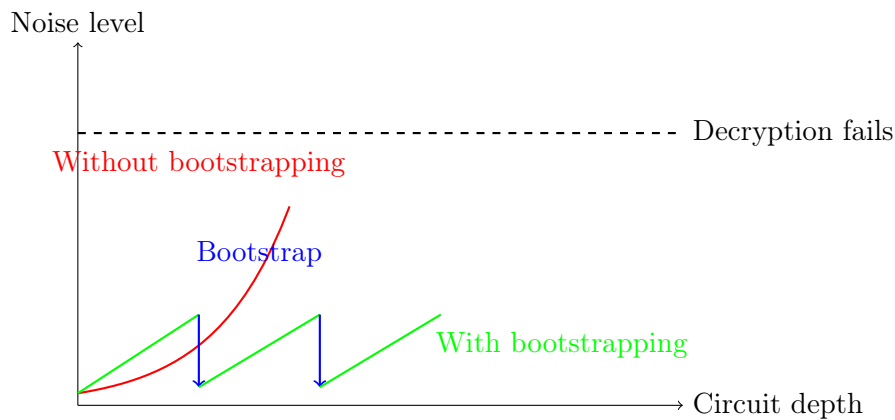 Noise level
Decryption fails
Without bootstrapping
Bootstrap
With bootstrapping
Circuit depth